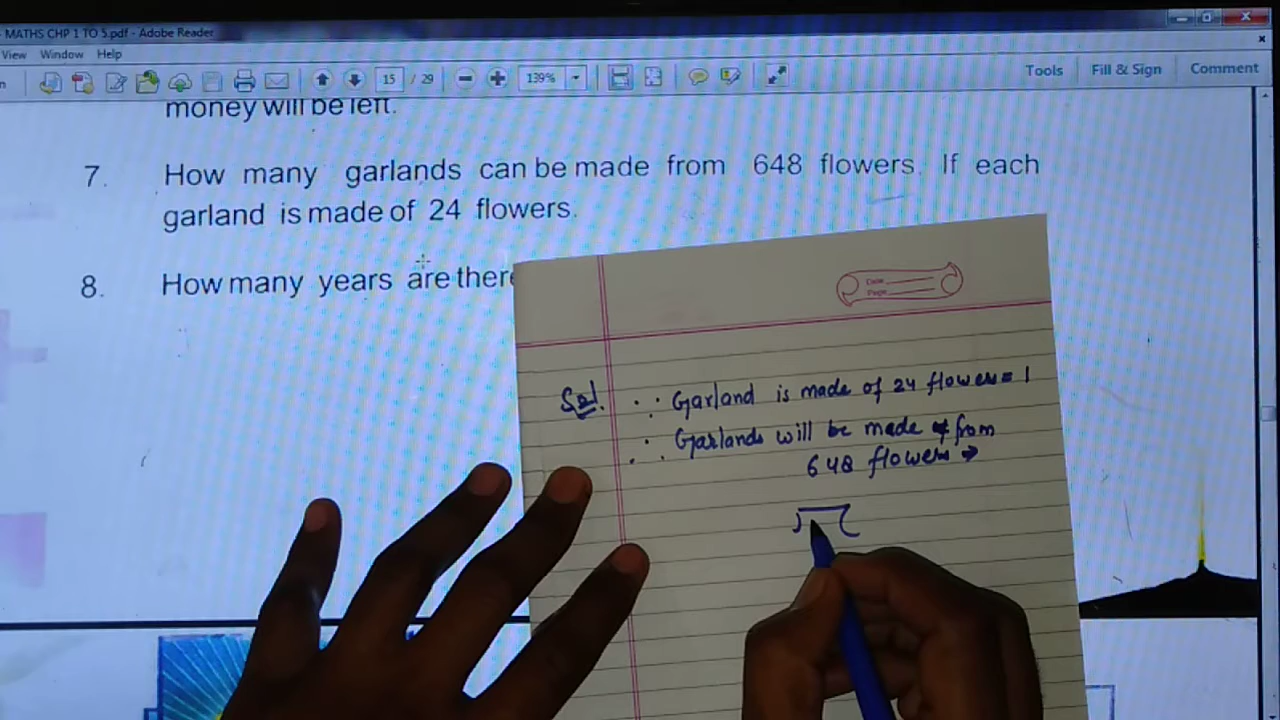 - MATHS CHP 1 TO 5.pdf - Adobe Reader
View Window Help
15 / 29 139% Tools Fill & Sign Comment
money will be left.
7. How many garlands can be made from 648 flowers. If each
garland is made of 24 flowers.
8. How many years are there
Date
Page
Sol. ∵ Garland is made of 24 flowers = 1
∴ Garlands will be made from
648 flowers →